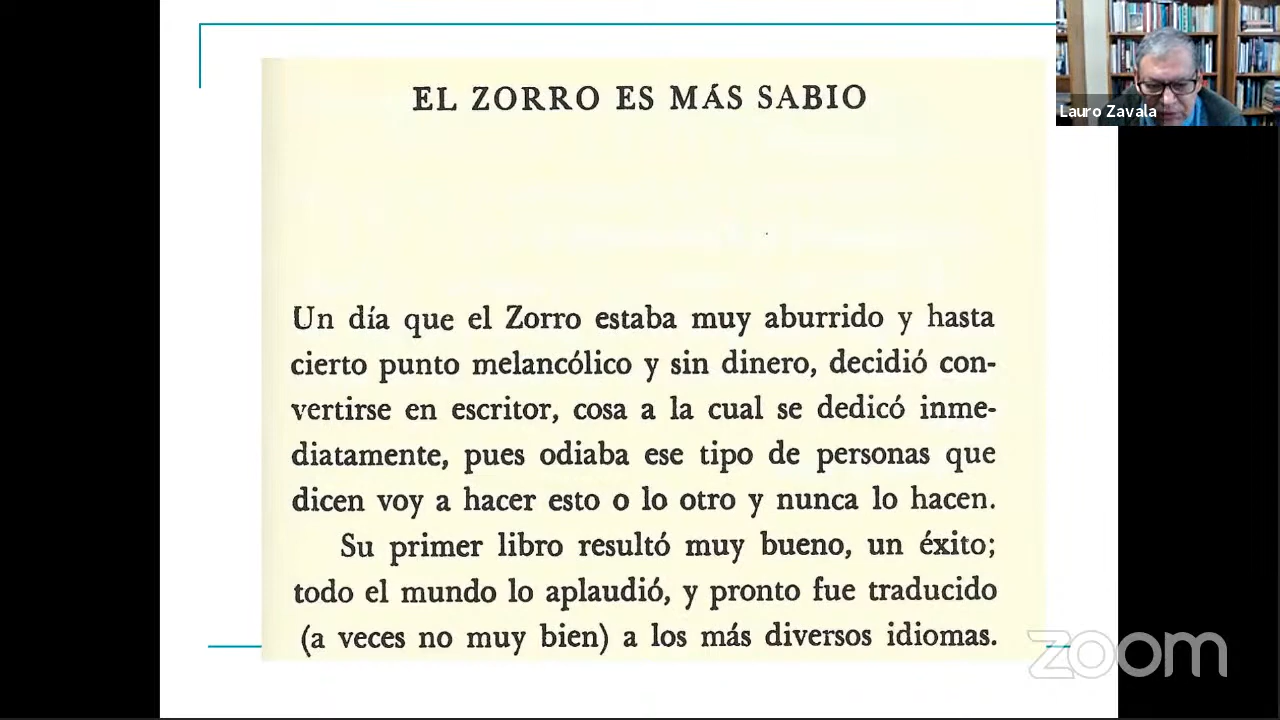 EL ZORRO ES MÁS SABIO
Lauro Zavala
Un día que el Zorro estaba muy aburrido y hasta
cierto punto melancólico y sin dinero, decidió con-
vertirse en escritor, cosa a la cual se dedicó inme-
diatamente, pues odiaba ese tipo de personas que
dicen voy a hacer esto o lo otro y nunca lo hacen.
Su primer libro resultó muy bueno, un éxito;
todo el mundo lo aplaudió, y pronto fue traducido
(a veces no muy bien) a los más diversos idiomas.
zoom